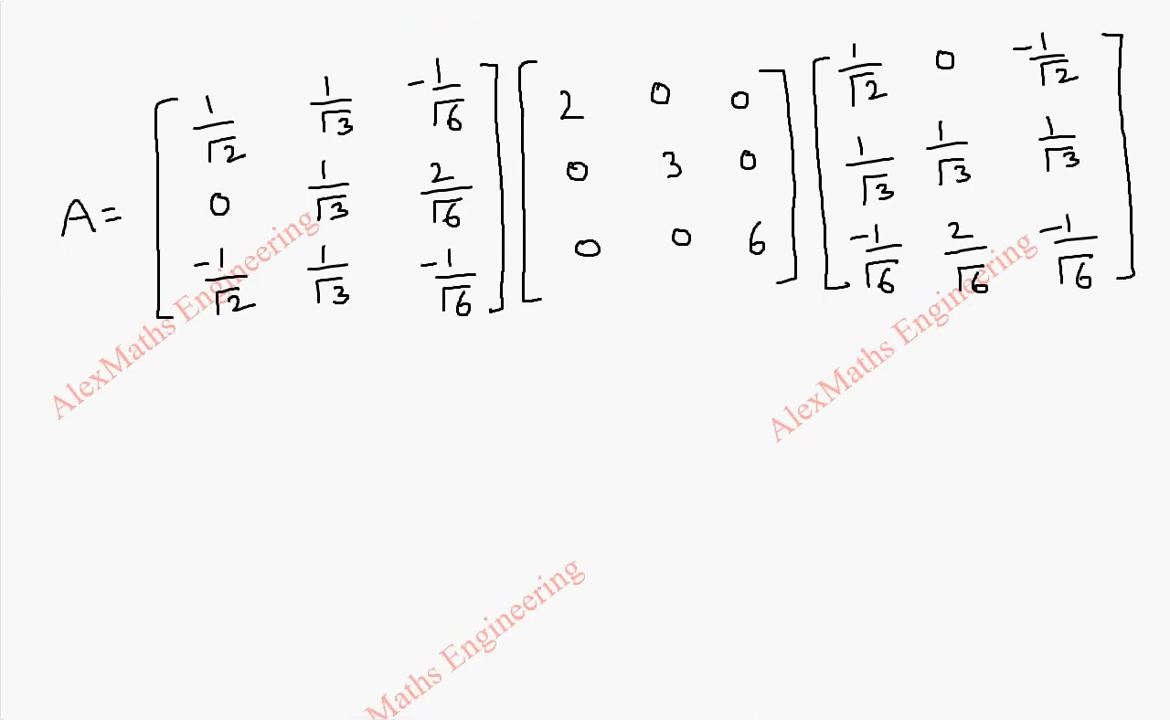 A = [ 1/√2 1/√3 -1/√6 ] [ 2 0 0 ] [ 1/√2 0 -1/√2 ]
[ 0 1/√3 2/√6 ] [ 0 3 0 ] [ 1/√3 1/√3 1/√3 ]
[ -1/√2 1/√3 -1/√6 ] [ 0 0 6 ] [ -1/√6 2/√6 -1/√6 ]
AlexMaths Engineering
AlexMaths Engineering
AlexMaths Engineering